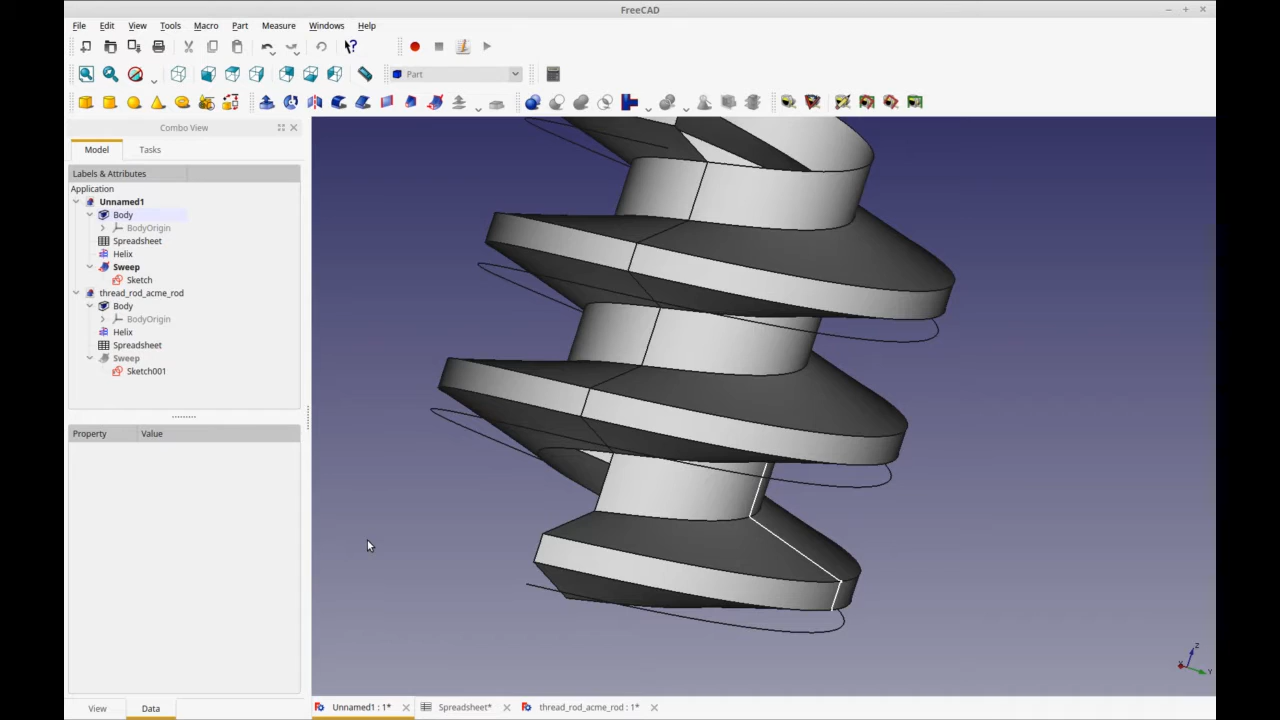 FreeCAD
File Edit View Tools Macro Part Measure Windows Help
Part
Combo View
Model Tasks
Labels & Attributes
Application
Unnamed1
Body
BodyOrigin
Spreadsheet
Helix
Sweep
Sketch
thread_rod_acme_rod
Body
BodyOrigin
Helix
Spreadsheet
Sweep
Sketch001
Property Value
Z
Y
View Data
Unnamed1 : 1* Spreadsheet* thread_rod_acme_rod : 1*